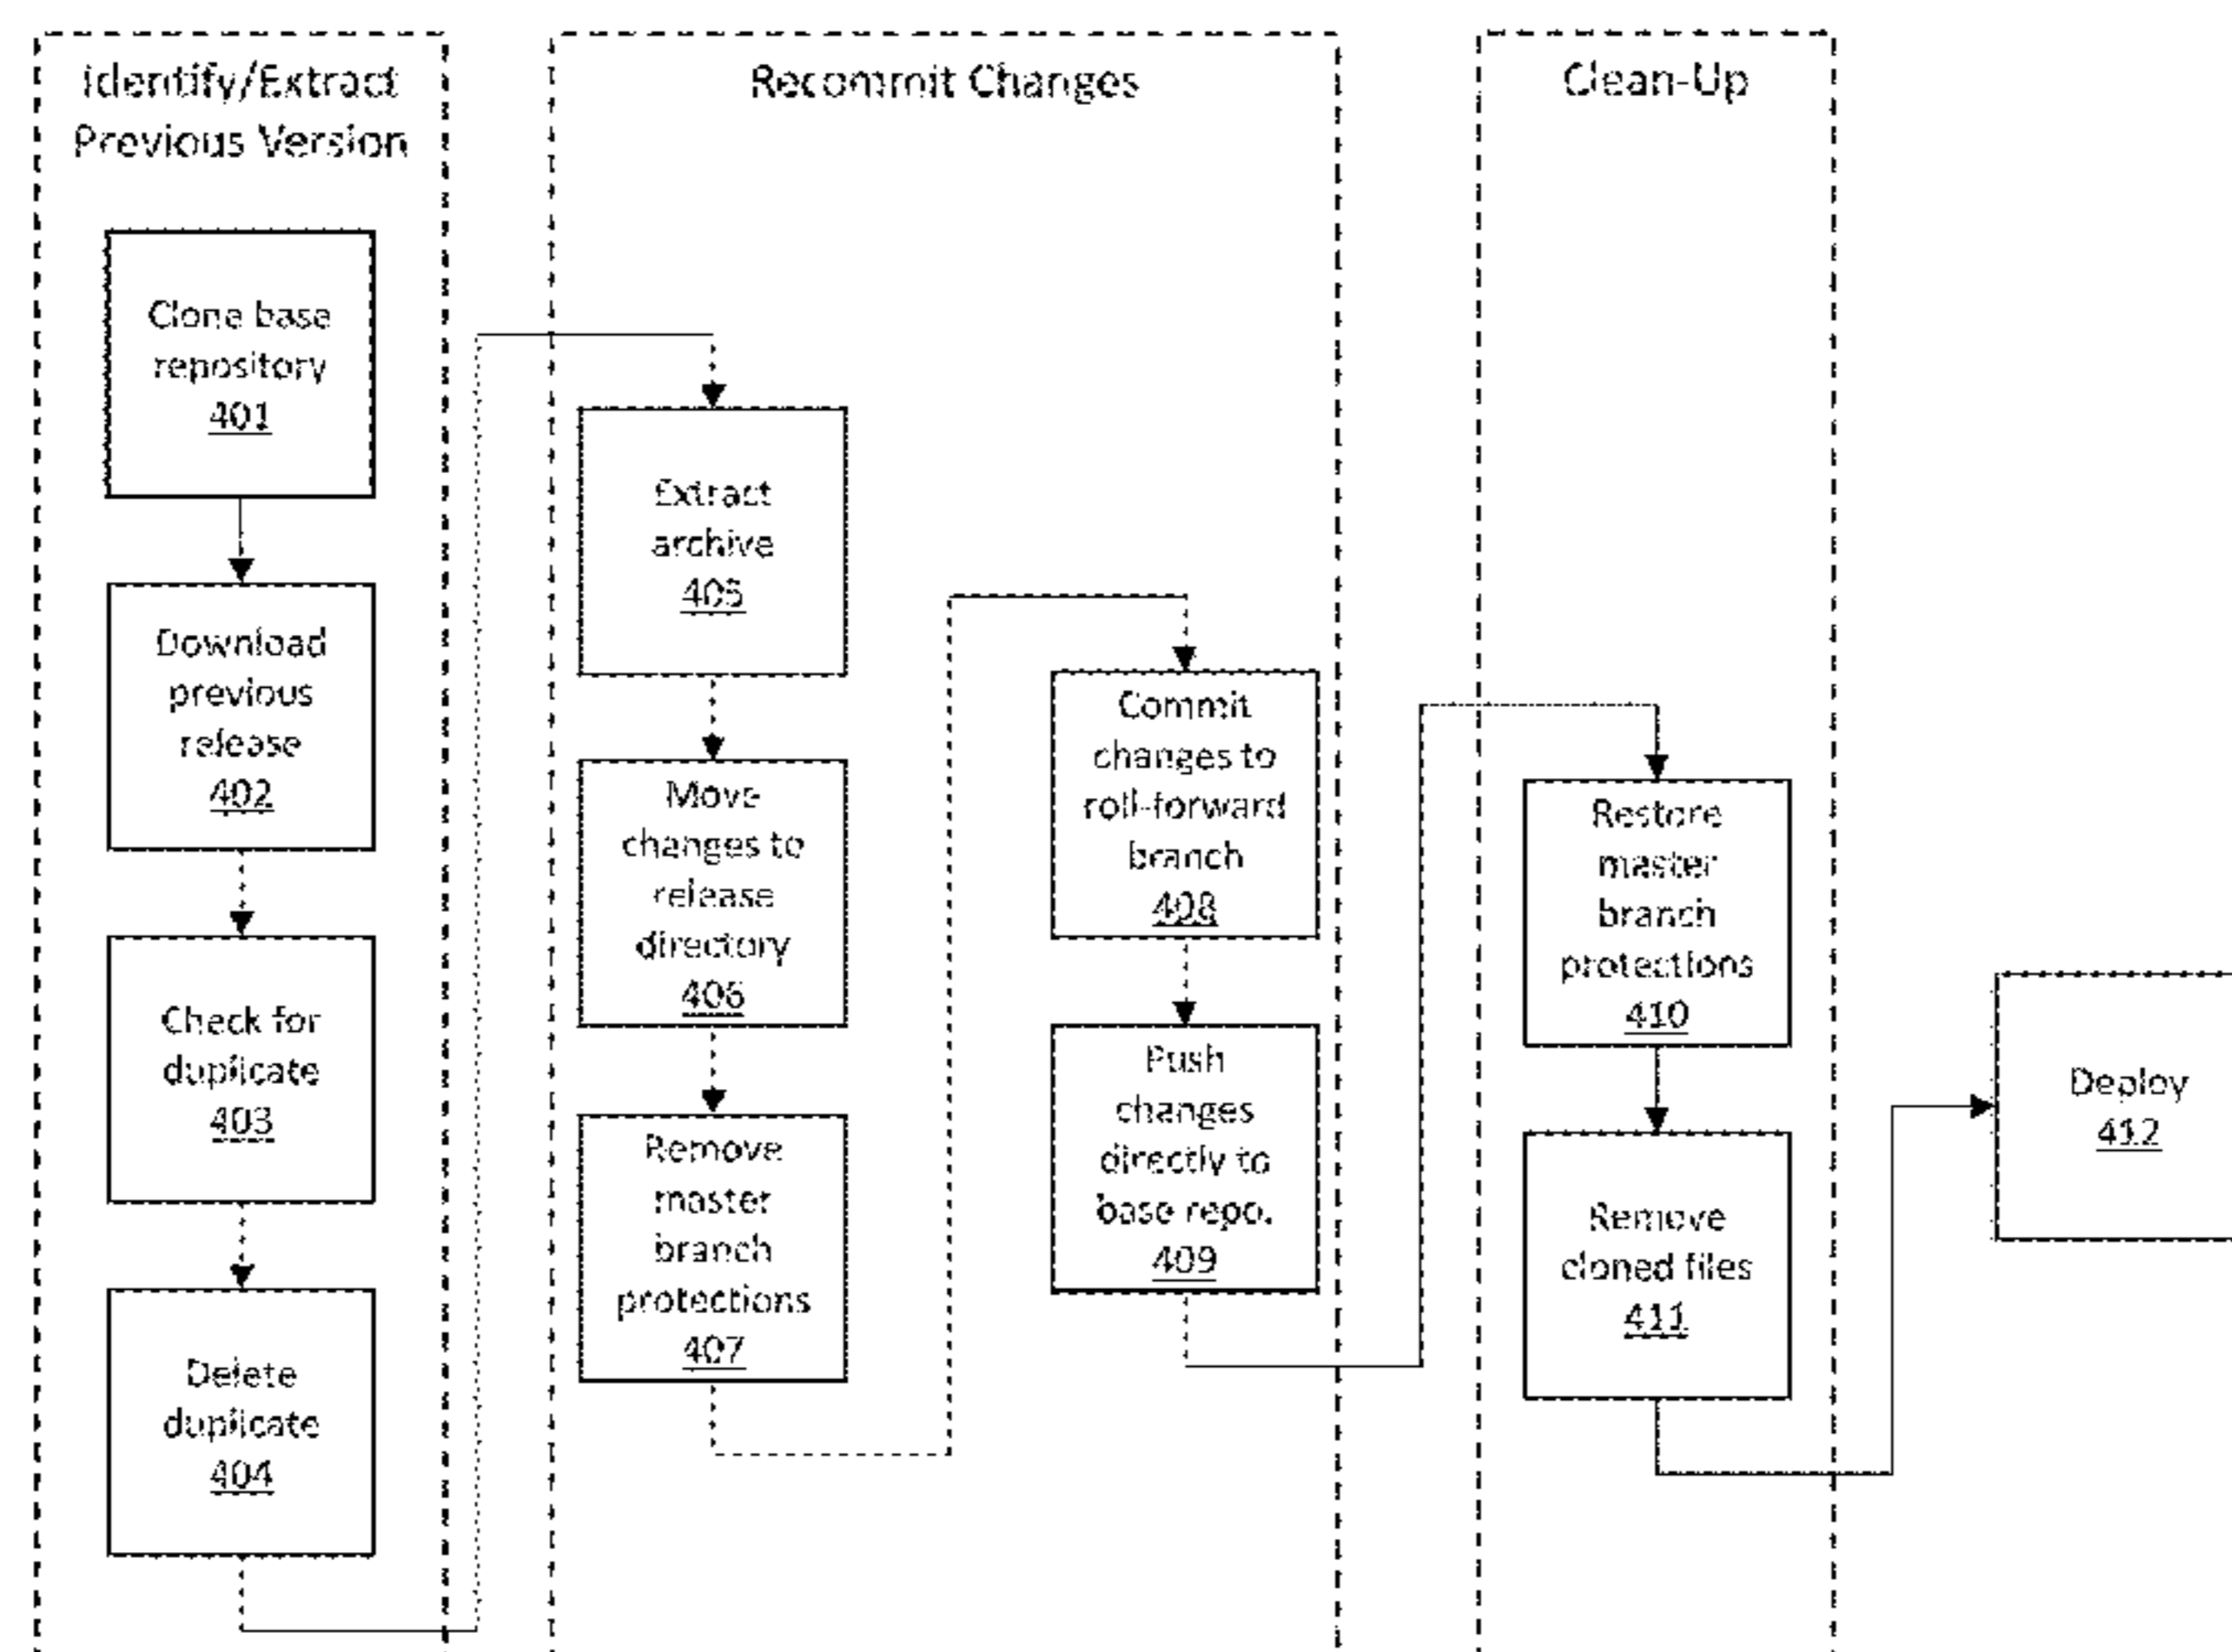 Identify/Extract
Previous Version
Clone base
repository
401
Download
previous
release
402
Check for
duplicate
403
Delete
duplicate
404
Recommit Changes
Extract
archive
405
Move
changes to
release
directory
406
Remove
master
branch
protections
407
Commit
changes to
roll-forward
branch
408
Push
changes
directly to
base repo.
409
Clean-Up
Restore
master
branch
protections
410
Remove
cloned files
411
Deploy
412